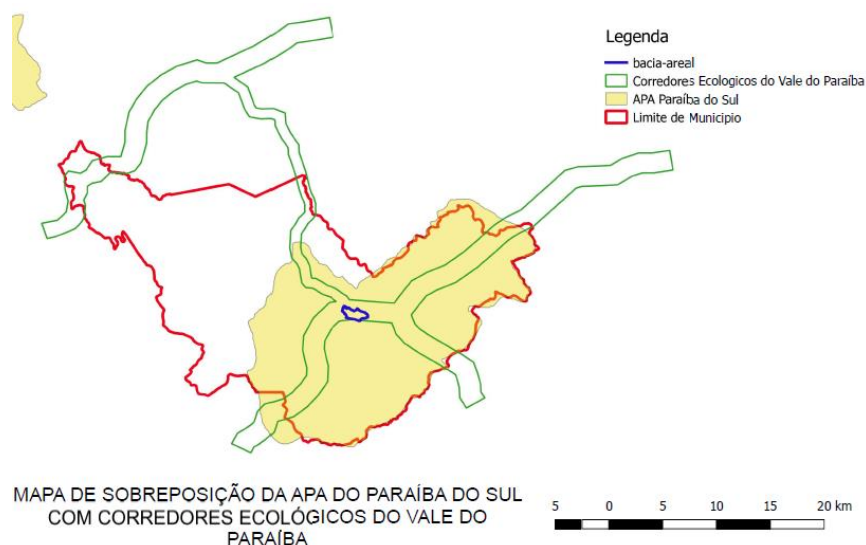 Legenda
bacia-areal
Corredores Ecologicos do Vale do Paraíba
APA Paraíba do Sul
Limite de Municipio
MAPA DE SOBREPOSIÇÃO DA APA DO PARAÍBA DO SUL
COM CORREDORES ECOLÓGICOS DO VALE DO
PARAÍBA
5 0 5 10 15 20 km